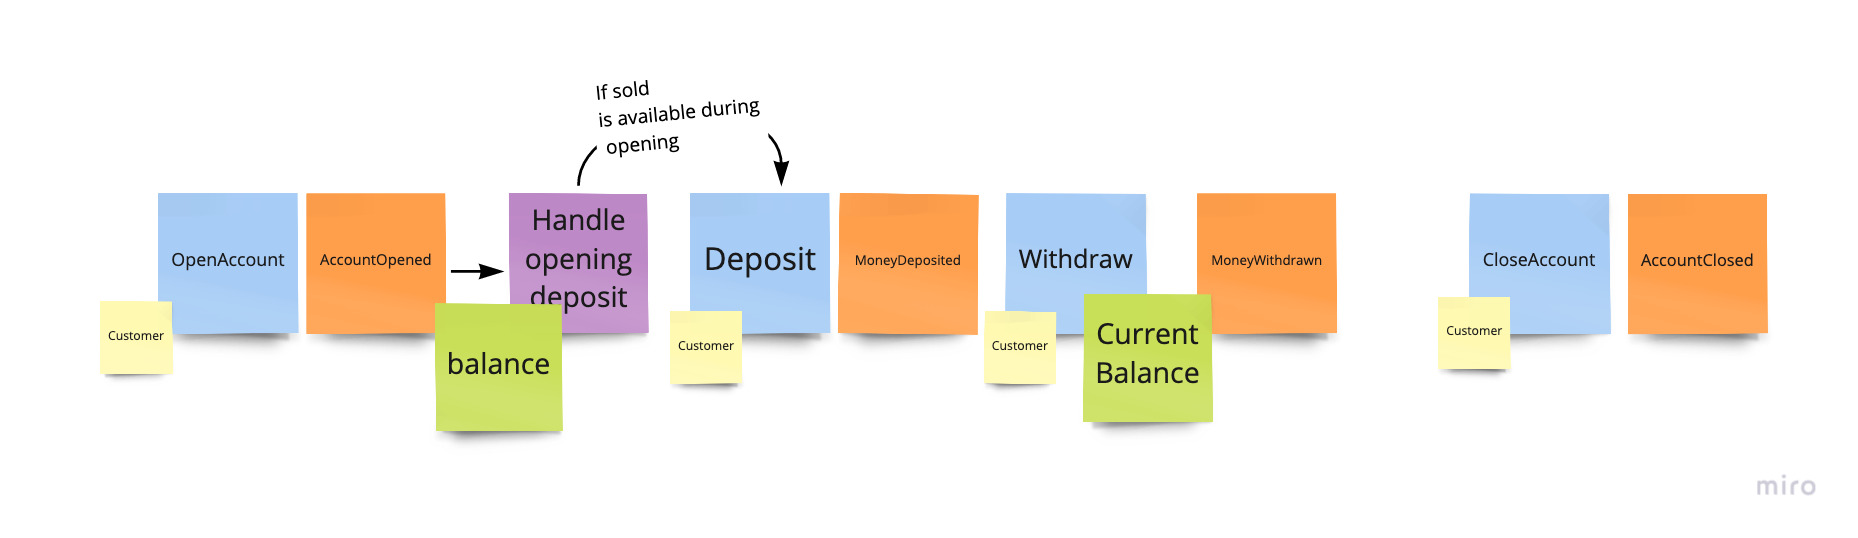 If sold
is available during
opening
OpenAccount
AccountOpened
Handle
opening
deposit
Deposit
MoneyDeposited
Withdraw
MoneyWithdrawn
CloseAccount
AccountClosed
Customer
balance
Customer
Customer
Current
Balance
Customer
miro